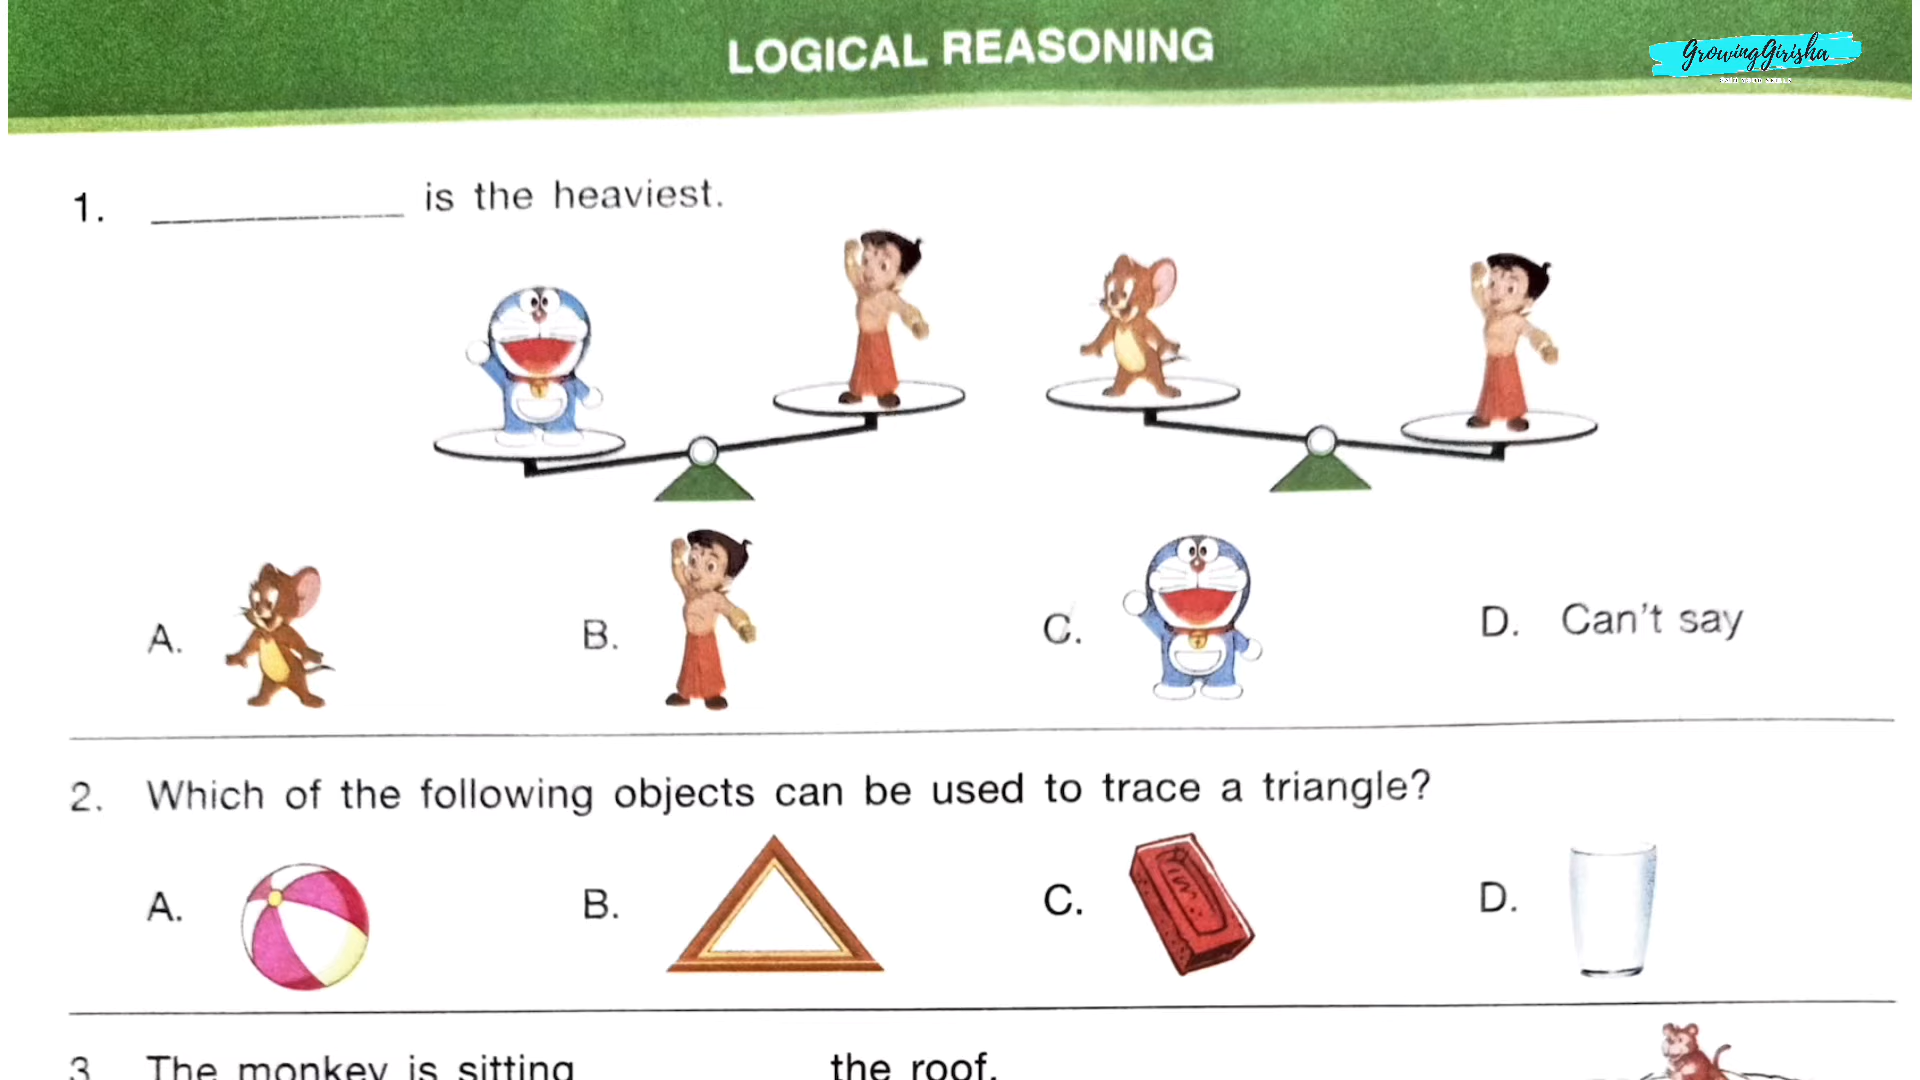 LOGICAL REASONING
GrowingGirisha
1. __________ is the heaviest.
A.
B.
C.
D. Can't say
2. Which of the following objects can be used to trace a triangle?
A.
B.
C.
D.
3 The monkey is sitting the roof.